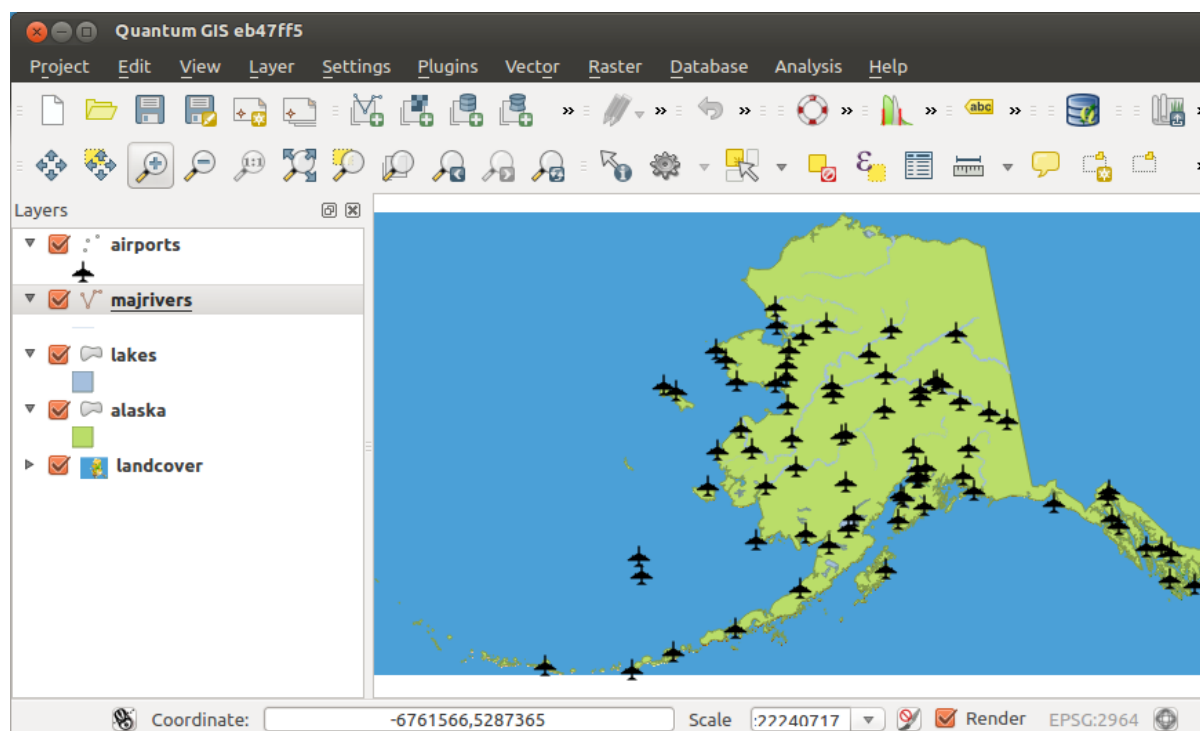 Quantum GIS eb47ff5
Project Edit View Layer Settings Plugins Vector Raster Database Analysis Help
abc
1:1
ε
Layers
airports
majrivers
lakes
alaska
landcover
Coordinate: -6761566,5287365 Scale :22240717 Render EPSG:2964